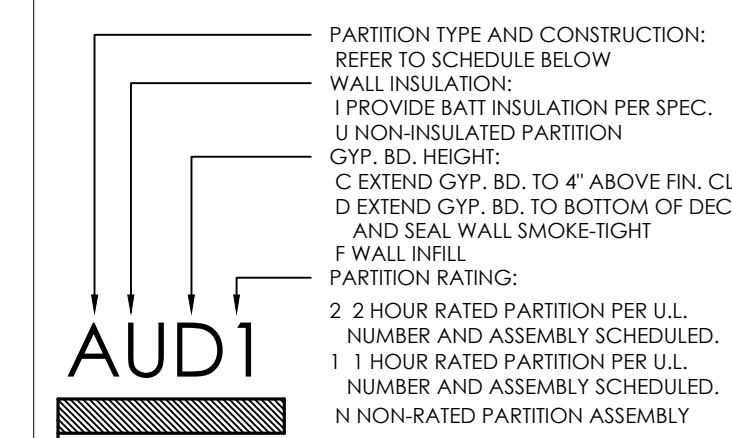 PARTITION TYPE AND CONSTRUCTION:
REFER TO SCHEDULE BELOW
WALL INSULATION:
I PROVIDE BATT INSULATION PER SPEC.
U NON-INSULATED PARTITION
GYP. BD. HEIGHT:
C EXTEND GYP. BD. TO 4" ABOVE FIN. CL
D EXTEND GYP. BD. TO BOTTOM OF DEC
AND SEAL WALL SMOKE-TIGHT
F WALL INFILL
PARTITION RATING:
2 2 HOUR RATED PARTITION PER U.L.
NUMBER AND ASSEMBLY SCHEDULED.
1 1 HOUR RATED PARTITION PER U.L.
NUMBER AND ASSEMBLY SCHEDULED.
N NON-RATED PARTITION ASSEMBLY
AUD1